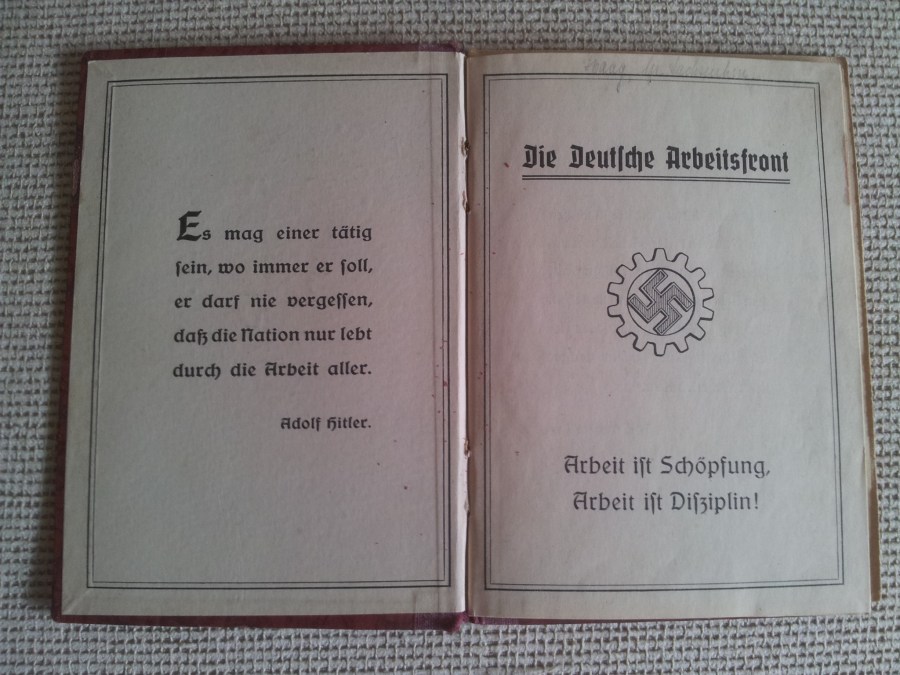 Es mag einer tätig
ſein, wo immer er ſoll,
er darf nie vergeſſen,
daß die Nation nur lebt
durch die Arbeit aller.
Adolf Hitler.
Die Deutſche Arbeitsfront
Arbeit iſt Schöpfung,
Arbeit iſt Diſziplin!